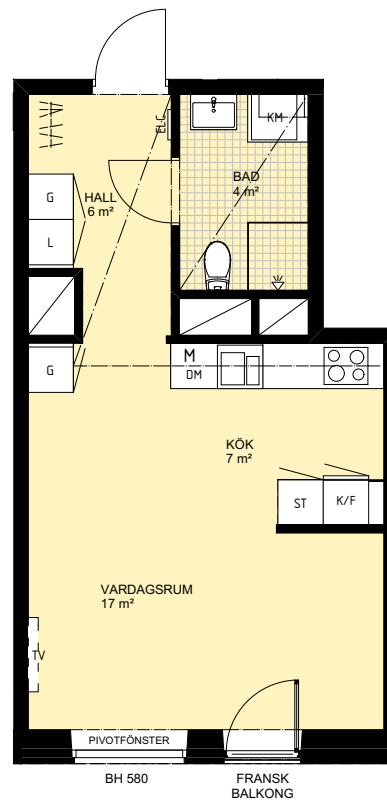 KM
ELC
BAD
4 m²
HALL
6 m²
G
L
G
M
DM
KÖK
7 m²
ST
K/F
VARDAGSRUM
17 m²
TV
PIVOTFÖNSTER
BH 580
FRANSK
BALKONG